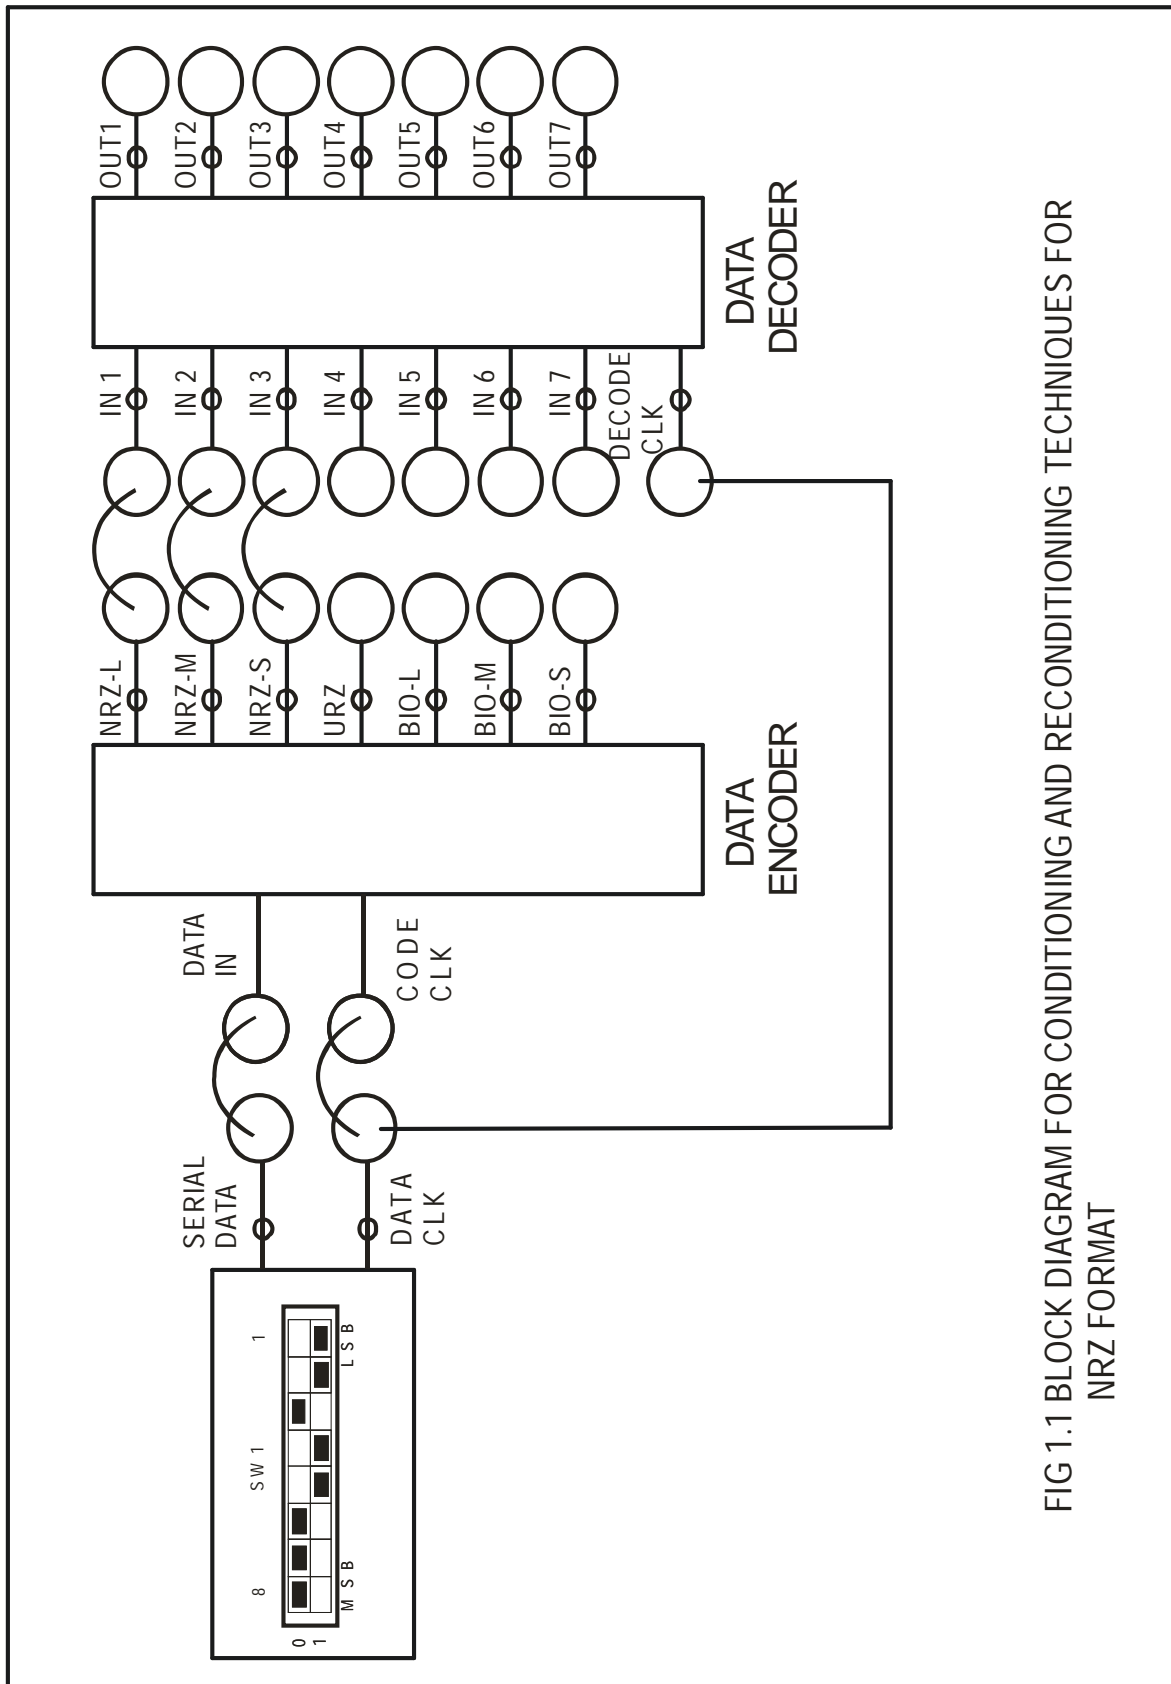 8
SW 1
1
0
1
MSB
LSB
SERIAL
DATA
DATA
CLK
DATA
IN
CODE
CLK
DATA
ENCODER
NRZ-L
NRZ-M
NRZ-S
URZ
BIO-L
BIO-M
BIO-S
IN 1
IN 2
IN 3
IN 4
IN 5
IN 6
IN 7
DECODE
CLK
DATA
DECODER
OUT1
OUT2
OUT3
OUT4
OUT5
OUT6
OUT7
FIG 1.1 BLOCK DIAGRAM FOR CONDITIONING AND RECONDITIONING TECHNIQUES FOR
NRZ FORMAT